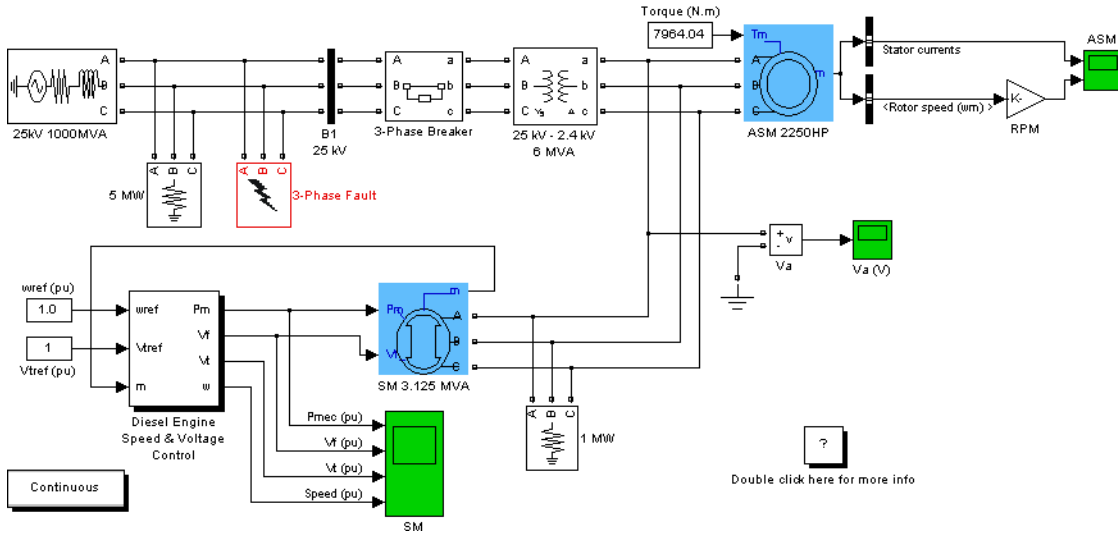 Torque (N.m)
7964.04
Tm
m
A
B
C
ASM 2250HP
Stator currents
<Rotor speed (wm) >
K-
RPM
ASM
A
B
C
25kV 1000MVA
B1
25 kV
A
B
C
a
b
c
3-Phase Breaker
A
B
C
Yg
a
b
c
25 kV - 2.4 kV
6 MVA
A
B
C
5 MW
A
B
C
3-Phase Fault
+
-
v
Va
Va (V)
wref (pu)
1.0
1
Vtref (pu)
wref
Vtref
m
Pm
Vf
Vt
w
Diesel Engine
Speed & Voltage
Control
Pm
Vf
m
A
B
C
SM 3.125 MVA
Pmec (pu)
Vf (pu)
Vt (pu)
Speed (pu)
SM
A
B
C
1 MW
?
Double click here for more info
Continuous